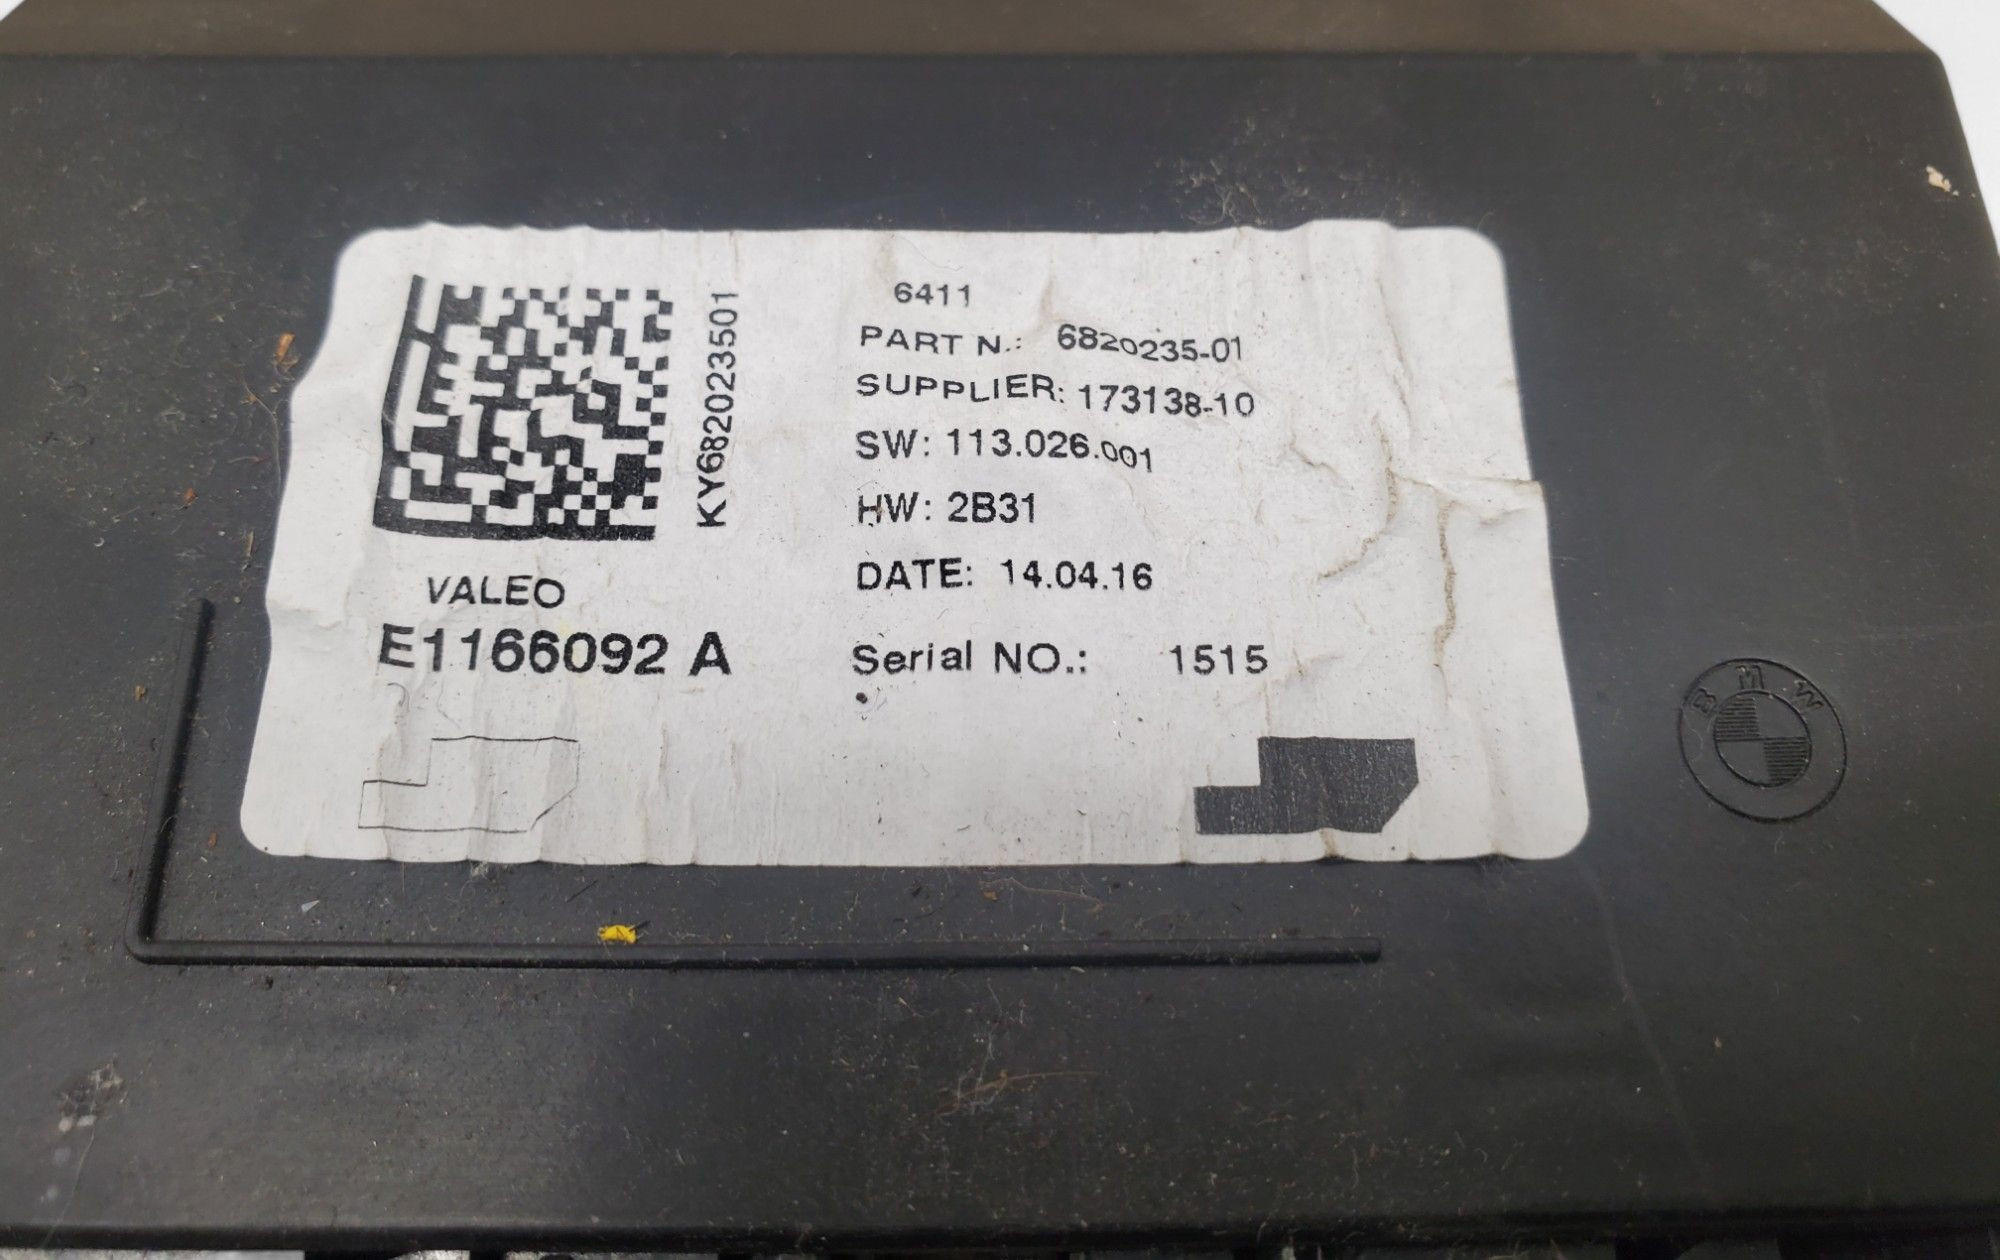 6411
PART N.: 6820235-01
SUPPLIER: 173138-10
SW: 113.026.001
HW: 2B31
DATE: 14.04.16
Serial NO.: 1515
KY682023501
VALEO
E1166092 A
BMW